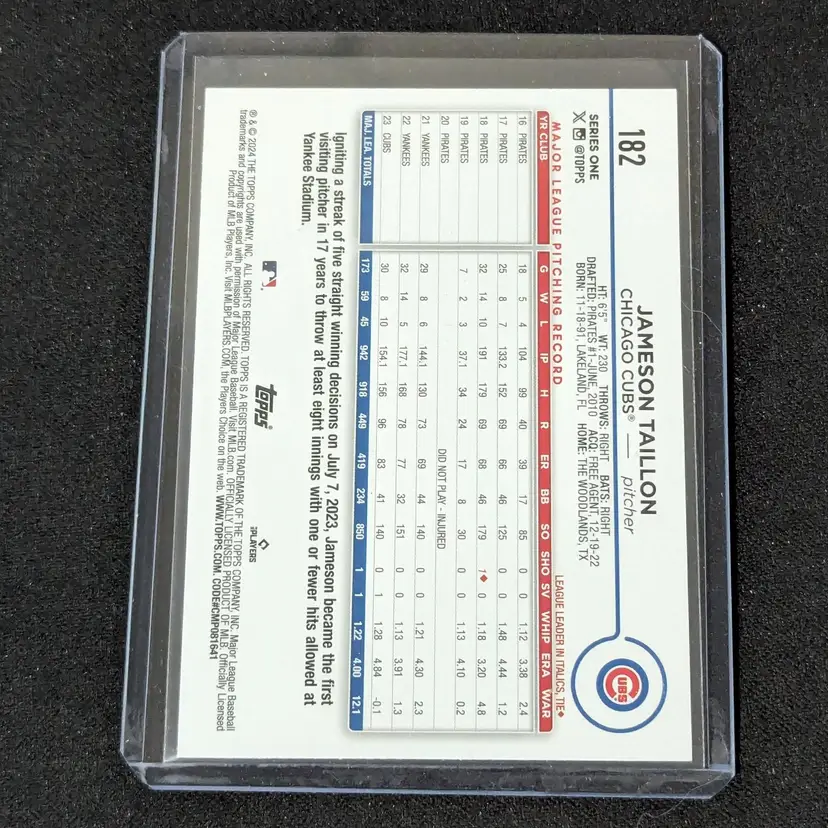 182
SERIES ONE
@TOPPS
JAMESON TAILLON
CHICAGO CUBS® — pitcher
HT: 6'5" WT: 230 THROWS: RIGHT BATS: RIGHT
DRAFTED: PIRATES #1-JUNE, 2010 ACQ: FREE AGENT, 12-19-22
BORN: 11-18-91, LAKELAND, FL HOME: THE WOODLANDS, TX
CUBS
MAJOR LEAGUE PITCHING RECORD LEAGUE LEADER IN ITALICS, TIE♦
YR CLUB G W L IP H R ER BB SO SHO SV WHIP ERA WAR
16 PIRATES 18 5 4 104 99 40 39 17 85 0 0 1.12 3.38 2.4
17 PIRATES 25 8 7 133.2 152 69 66 46 125 0 0 1.48 4.44 1.2
18 PIRATES 32 14 10 191 179 69 68 46 179 1♦ 0 1.18 3.20 4.8
19 PIRATES 7 2 3 37.1 34 24 17 8 30 0 0 1.13 4.10 0.2
20 PIRATES DID NOT PLAY - INJURED
21 YANKEES 29 8 6 144.1 130 73 69 44 140 0 0 1.21 4.30 2.3
22 YANKEES 32 14 5 177.1 168 78 77 32 151 0 0 1.13 3.91 1.3
23 CUBS 30 8 10 154.1 156 96 83 41 140 0 1 1.28 4.84 -0.1
MAJ. LEA. TOTALS 173 59 45 942 918 449 419 234 850 1 1 1.22 4.00 12.1
Igniting a streak of five straight winning decisions on July 7, 2023, Jameson became the first
visiting pitcher in 17 years to throw at least eight innings with one or fewer hits allowed at
Yankee Stadium.
topps®
PLAYERS
® & © 2024 THE TOPPS COMPANY, INC. ALL RIGHTS RESERVED. TOPPS IS A REGISTERED TRADEMARK OF THE TOPPS COMPANY, INC. Major League Baseball
trademarks and copyrights are used with permission of Major League Baseball. Visit MLB.com. OFFICIALLY LICENSED PRODUCT OF MLB. Officially Licensed
Product of MLB Players, Inc. Visit MLBPLAYERS.COM, the Players Choice on the web. WWW.TOPPS.COM. CODE#CMP081641